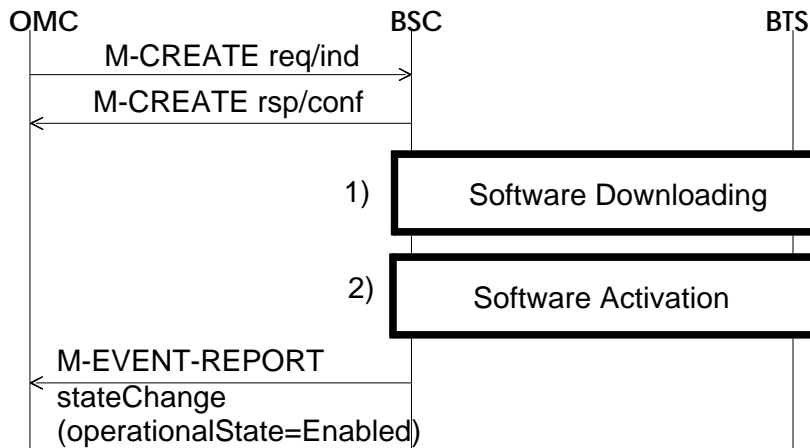 OMC BSC BTS
M-CREATE req/ind
M-CREATE rsp/conf
1) Software Downloading
2) Software Activation
M-EVENT-REPORT
stateChange
(operationalState=Enabled)